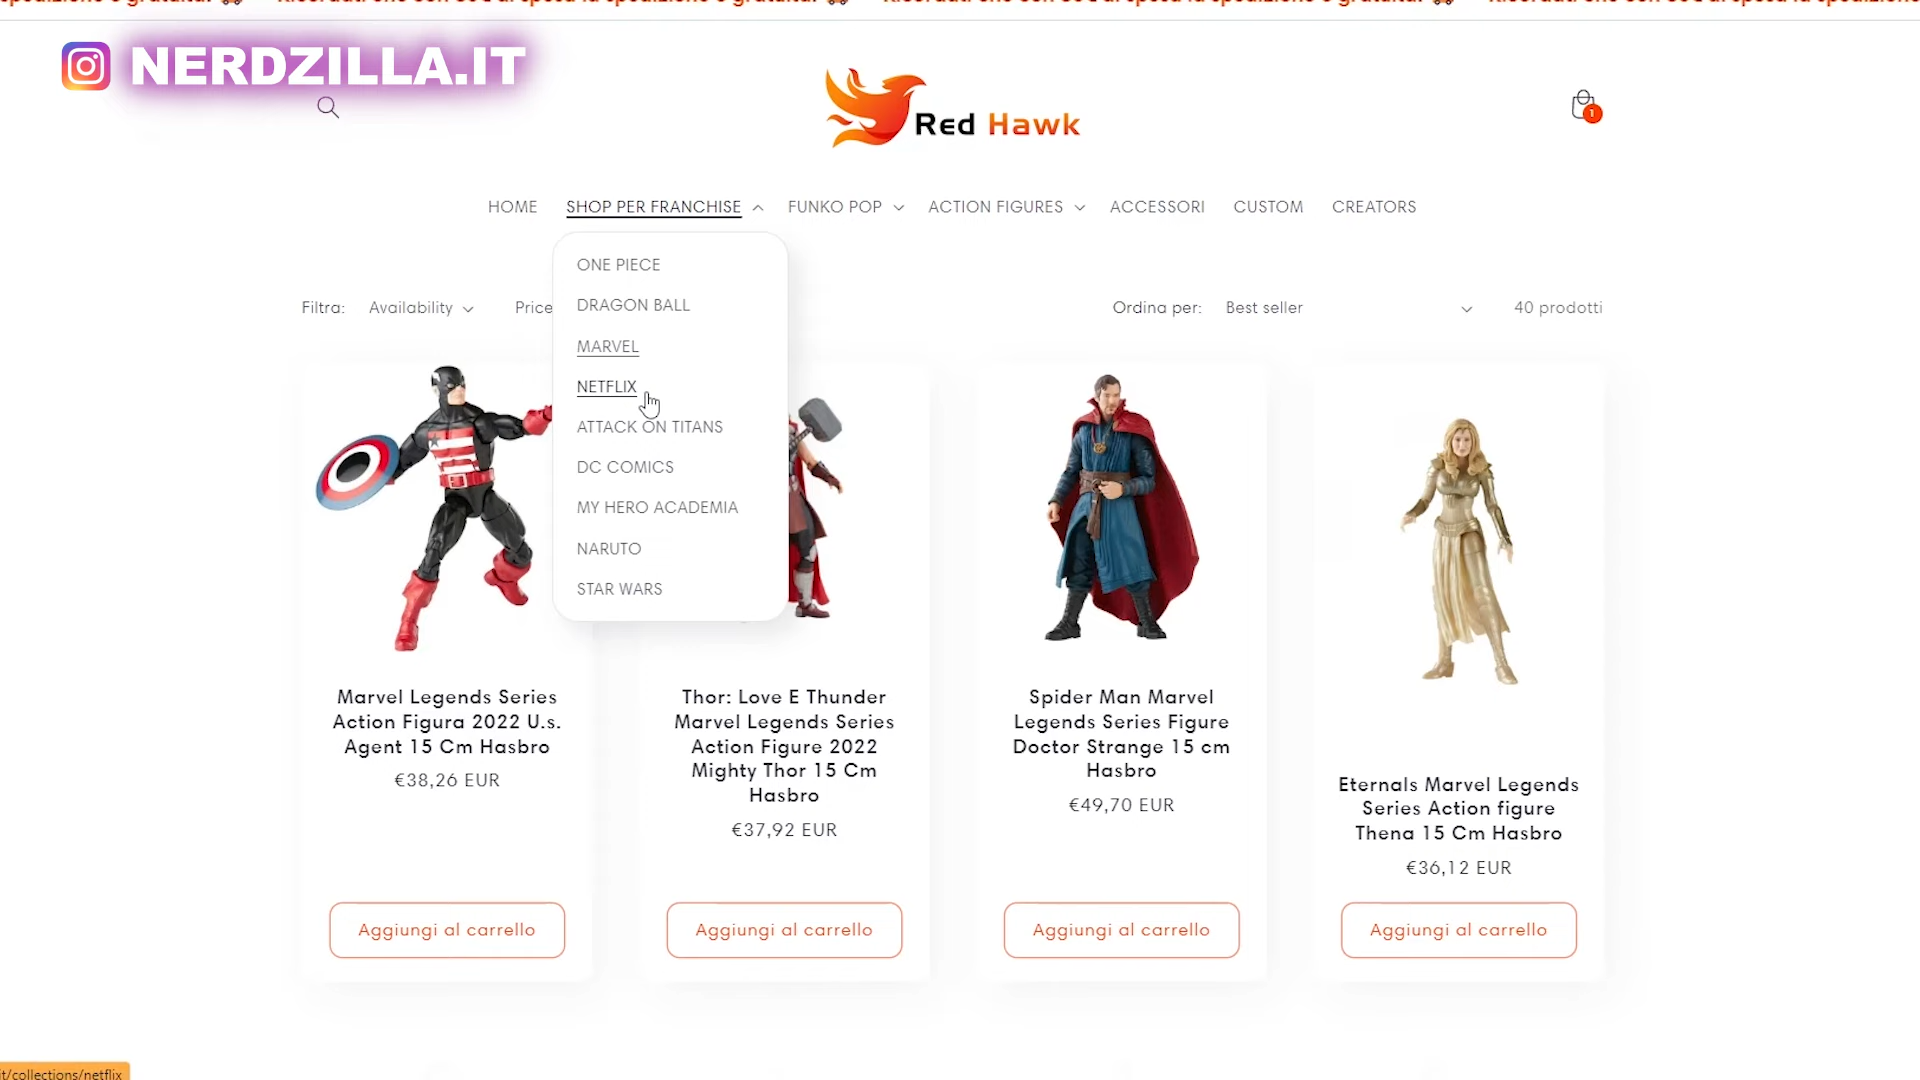 NERDZILLA.IT
Red Hawk
1
HOME SHOP PER FRANCHISE FUNKO POP ACTION FIGURES ACCESSORI CUSTOM CREATORS
ONE PIECE
DRAGON BALL
MARVEL
NETFLIX
ATTACK ON TITANS
DC COMICS
MY HERO ACADEMIA
NARUTO
STAR WARS
Filtra: Availability Price
Ordina per: Best seller 40 prodotti
Marvel Legends Series
Action Figura 2022 U.s.
Agent 15 Cm Hasbro
€38,26 EUR
Aggiungi al carrello
Thor: Love E Thunder
Marvel Legends Series
Action Figure 2022
Mighty Thor 15 Cm
Hasbro
€37,92 EUR
Aggiungi al carrello
Spider Man Marvel
Legends Series Figure
Doctor Strange 15 cm
Hasbro
€49,70 EUR
Aggiungi al carrello
Eternals Marvel Legends
Series Action figure
Thena 15 Cm Hasbro
€36,12 EUR
Aggiungi al carrello
it/collections/netflix